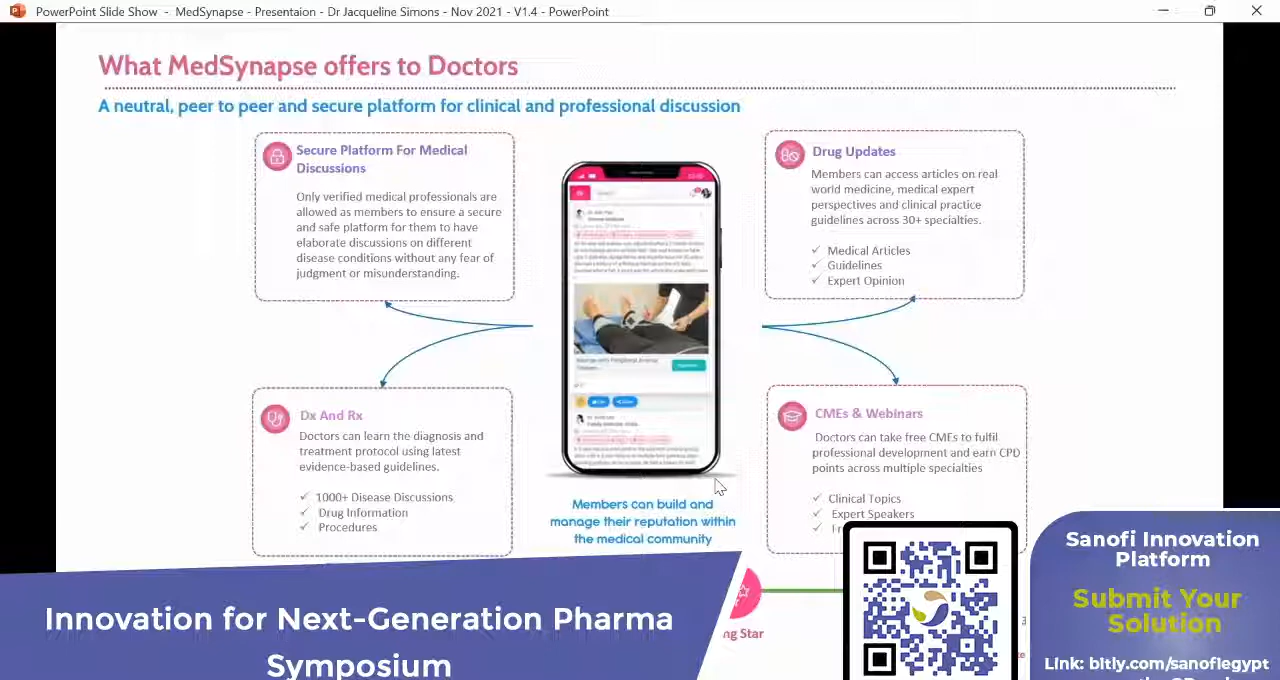 PowerPoint Slide Show - MedSynapse - Presentaion - Dr Jacqueline Simons - Nov 2021 - V1.4 - PowerPoint
What MedSynapse offers to Doctors
A neutral, peer to peer and secure platform for clinical and professional discussion
Secure Platform For Medical
Discussions
Only verified medical professionals are
allowed as members to ensure a secure
and safe platform for them to have
elaborate discussions on different
disease conditions without any fear of
judgment or misunderstanding.
Drug Updates
Members can access articles on real
world medicine, medical expert
perspectives and clinical practice
guidelines across 30+ specialties.
✓ Medical Articles
✓ Guidelines
✓ Expert Opinion
Dx And Rx
Doctors can learn the diagnosis and
treatment protocol using latest
evidence-based guidelines.
✓ 1000+ Disease Discussions
✓ Drug Information
✓ Procedures
Members can build and
manage their reputation within
the medical community
CMEs & Webinars
Doctors can take free CMEs to fulfil
professional development and earn CPD
points across multiple specialties
✓ Clinical Topics
✓ Expert Speakers
ng Star
Innovation for Next-Generation Pharma
Symposium
Sanofi Innovation
Platform
Submit Your
Solution
Link: bitly.com/sanofiegypt